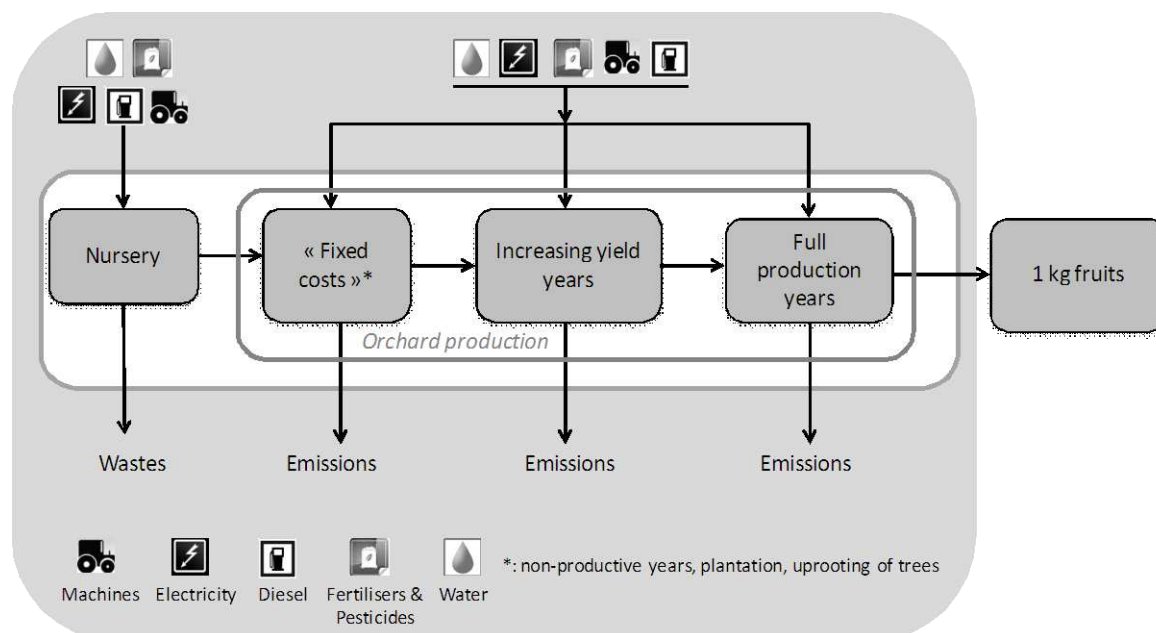 Nursery
« Fixed
costs »*
Increasing yield
years
Full
production
years
1 kg fruits
Orchard production
Wastes
Emissions
Emissions
Emissions
*: non-productive years, plantation, uprooting of trees
Machines
Electricity
Diesel
Fertilisers &
Pesticides
Water